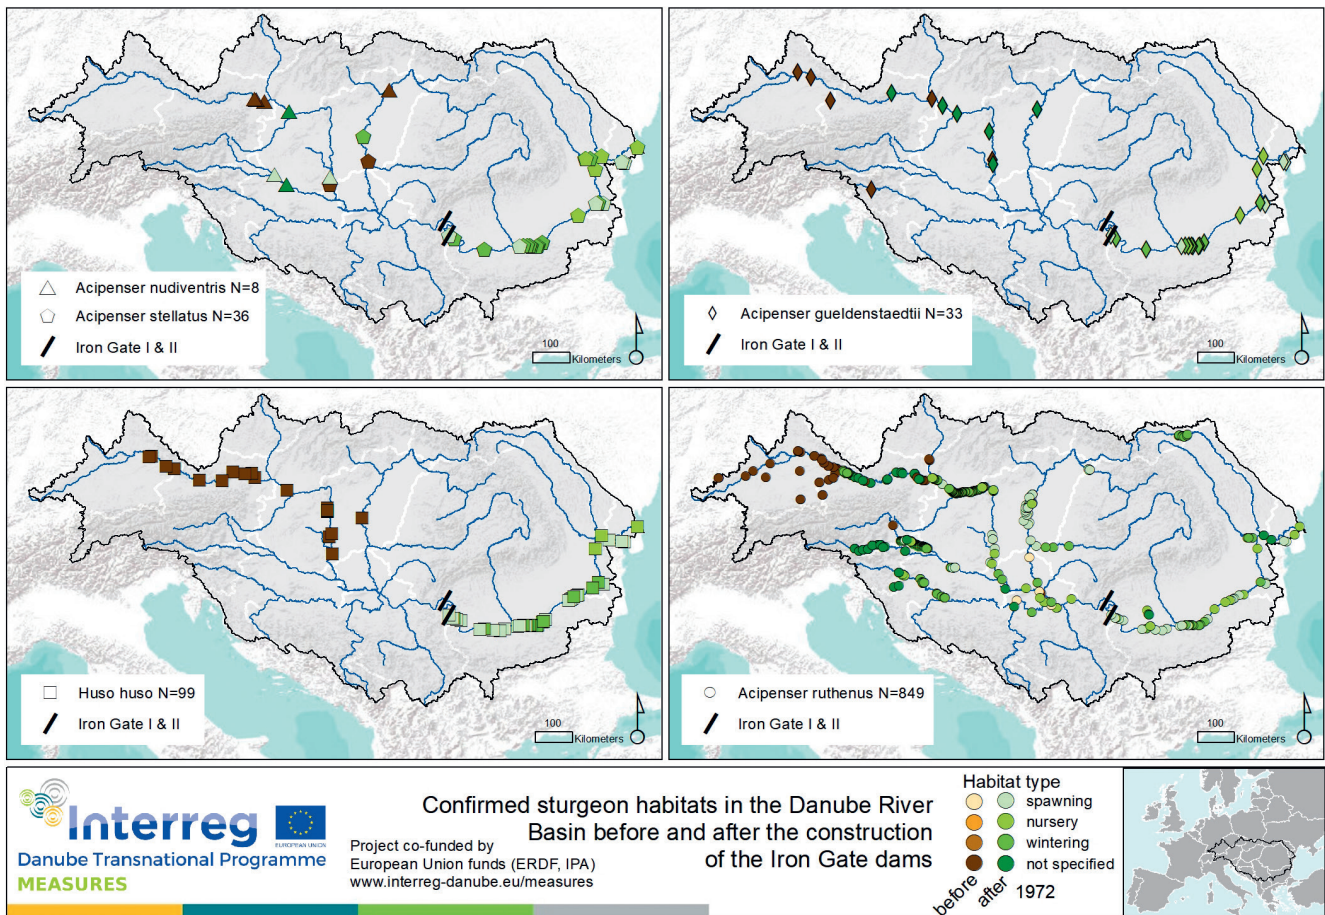 Acipenser nudiventris N=8
Acipenser stellatus N=36
Iron Gate I & II
100
Kilometers
Acipenser gueldenstaedtii N=33
Iron Gate I & II
100
Kilometers
Huso huso N=99
Iron Gate I & II
100
Kilometers
Acipenser ruthenus N=849
Iron Gate I & II
100
Kilometers
Interreg
EUROPEAN UNION
Danube Transnational Programme
MEASURES
Project co-funded by
European Union funds (ERDF, IPA)
www.interreg-danube.eu/measures
Confirmed sturgeon habitats in the Danube River
Basin before and after the construction
of the Iron Gate dams
Habitat type
spawning
nursery
wintering
not specified
before after 1972